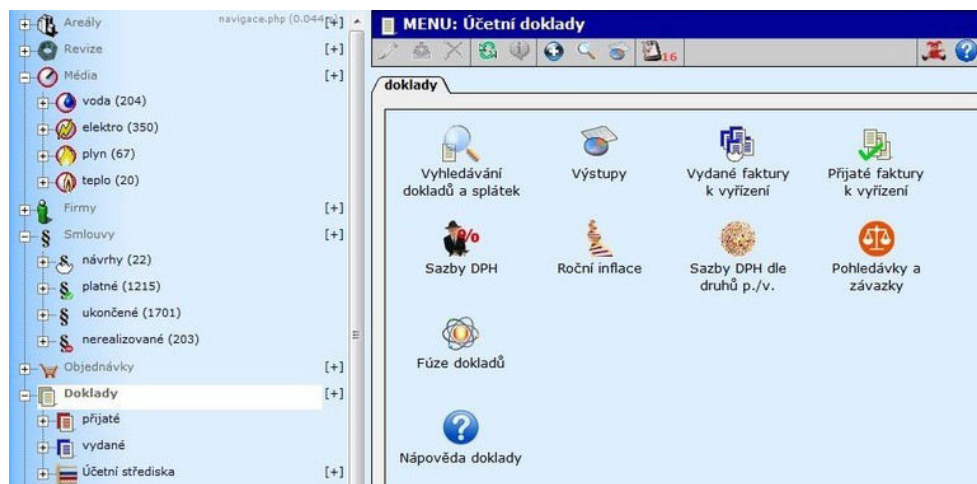 Areály
navigace.php (0.044
[+]
Revize
[+]
Média
[+]
voda (204)
elektro (350)
plyn (67)
teplo (20)
Firmy
[+]
Smlouvy
[+]
návrhy (22)
platné (1215)
ukončené (1701)
nerealizované (203)
Objednávky
[+]
Doklady
[+]
přijaté
vydané
Účetní střediska
[+]
MENU: Účetní doklady
16
doklady
Vyhledávání
dokladů a splátek
Výstupy
Vydané faktury
k vyřízení
Přijaté faktury
k vyřízení
%
Sazby DPH
Roční inflace
Sazby DPH dle
druhů p./v.
Pohledávky a
závazky
Fúze dokladů
Nápověda doklady